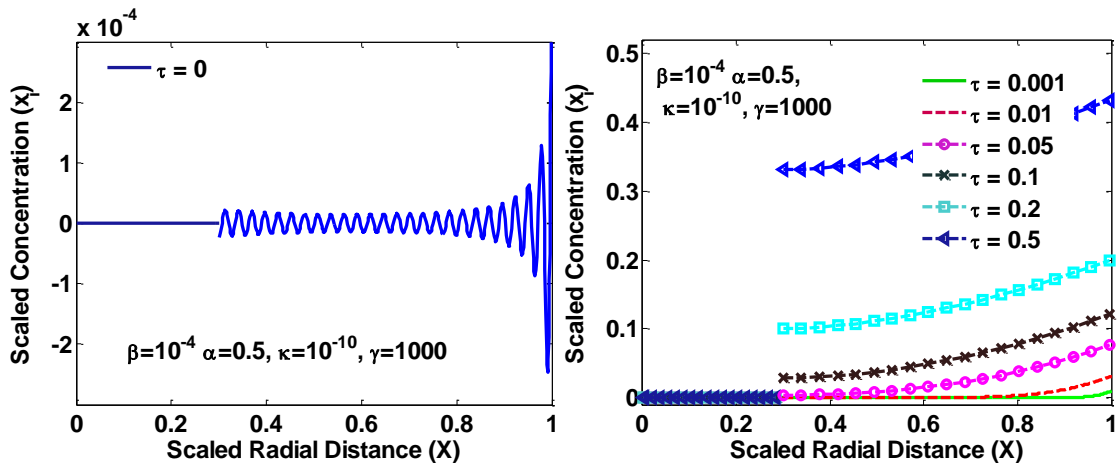 x 10⁻⁴
Scaled Concentration (xᵢ)
2
0
-2
4
-1
τ = 0
β=10⁻⁴ α=0.5, κ=10⁻¹⁰, γ=1000
0 0.2 0.4 0.6 0.8 1
Scaled Radial Distance (X)
Scaled Concentration (xᵢ)
0.5
0.4
0.3
0.2
0.1
0
β=10⁻⁴ α=0.5,
κ=10⁻¹⁰, γ=1000
τ = 0.001
τ = 0.01
τ = 0.05
τ = 0.1
τ = 0.2
τ = 0.5
0 0.2 0.4 0.6 0.8 1
Scaled Radial Distance (X)